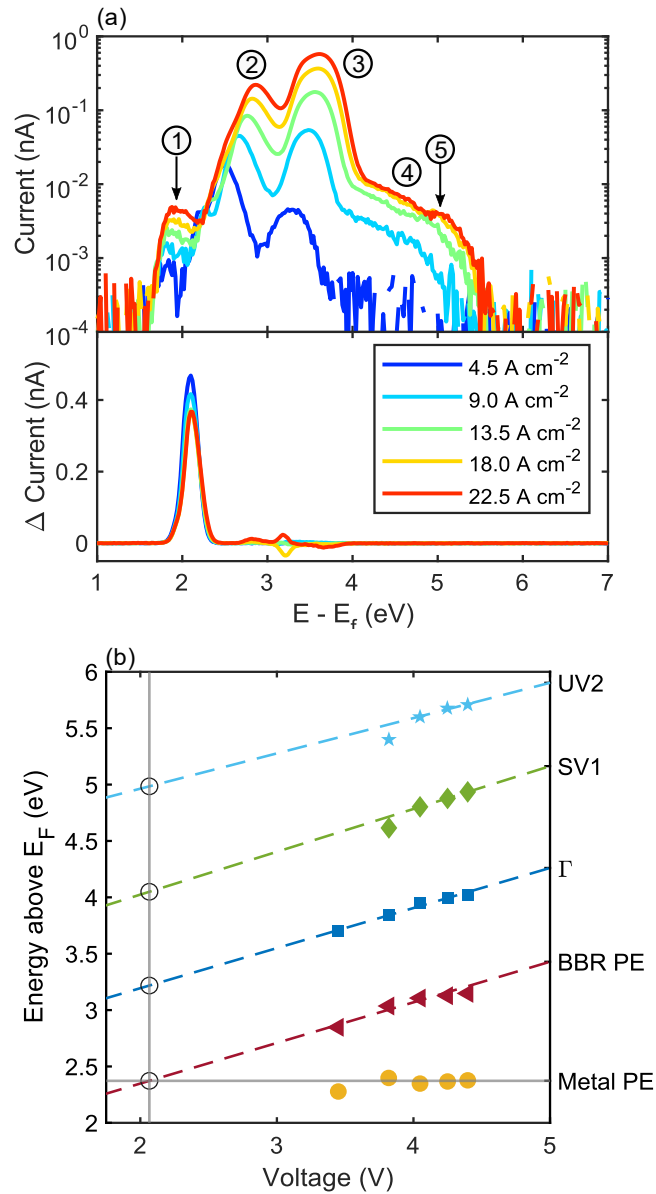 (a)
10^0
10^-1
10^-2
10^-3
10^-4
Current (nA)
1
2
3
4
5
0.4
0.2
0
Δ Current (nA)
4.5 A cm^-2
9.0 A cm^-2
13.5 A cm^-2
18.0 A cm^-2
22.5 A cm^-2
1 2 3 4 5 6 7
E - E_f (eV)
(b)
6
5.5
5
4.5
4
3.5
3
2.5
2
Energy above E_F (eV)
UV2
SV1
Γ
BBR PE
Metal PE
2 3 4 5
Voltage (V)